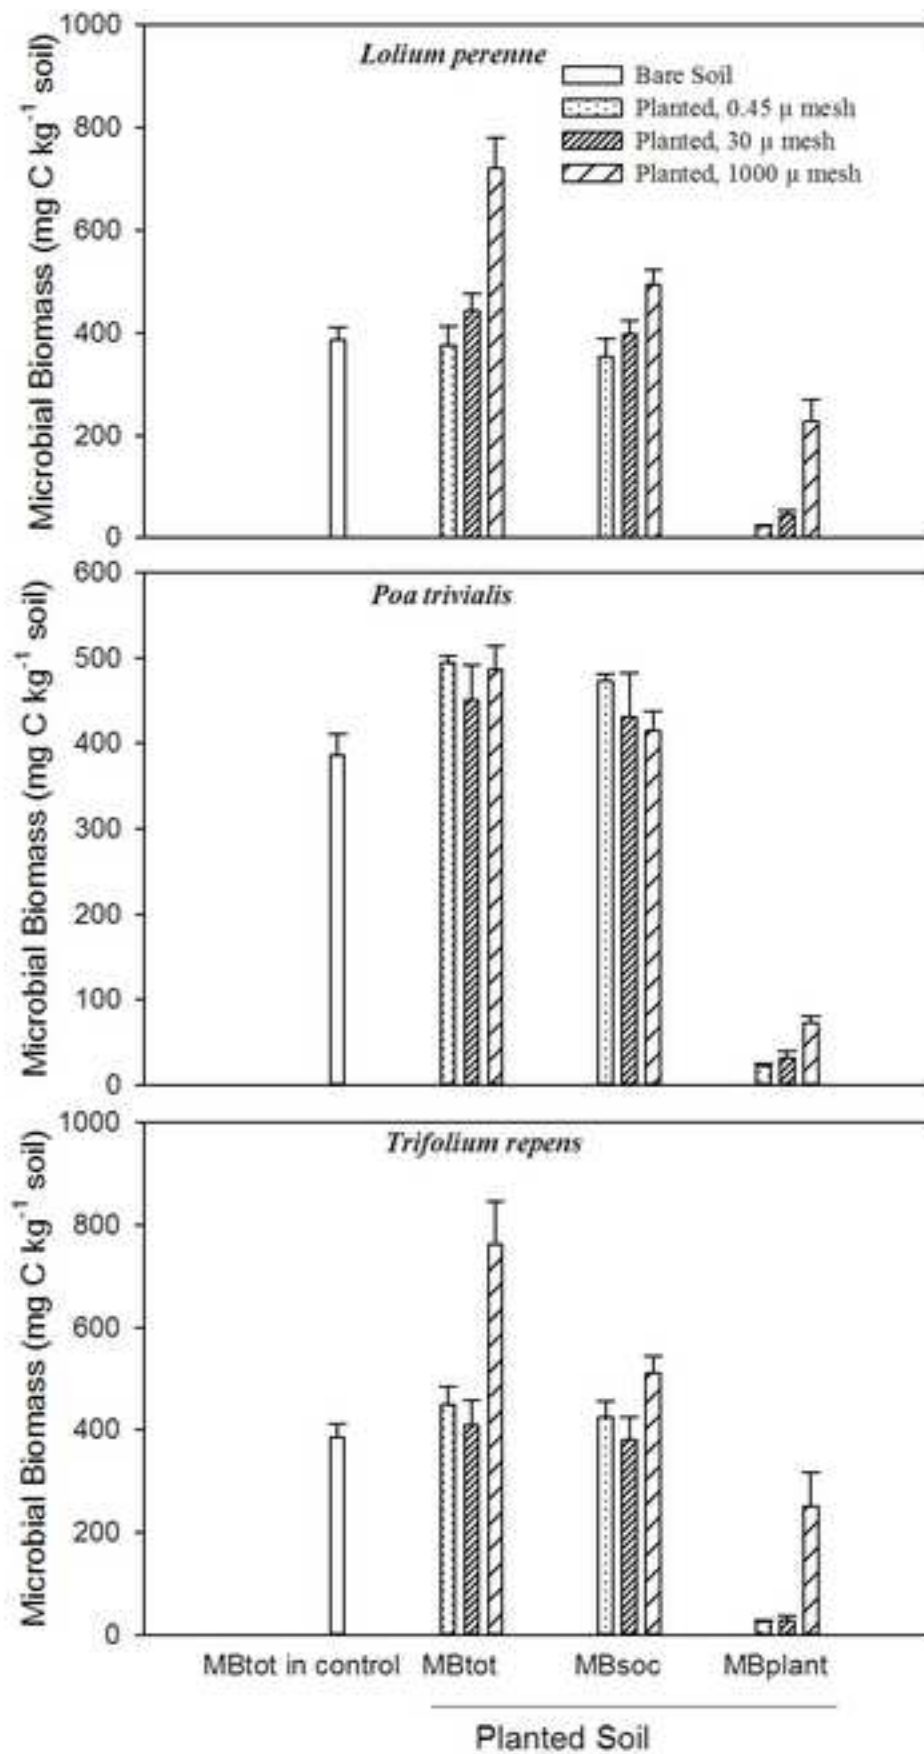 Lolium perenne
Bare Soil
Planted, 0.45 µ mesh
Planted, 30 µ mesh
Planted, 1000 µ mesh
Microbial Biomass (mg C kg⁻¹ soil)
1000
800
600
400
200
0
Poa trivialis
Microbial Biomass (mg C kg⁻¹ soil)
600
500
400
300
200
100
0
Trifolium repens
Microbial Biomass (mg C kg⁻¹ soil)
1000
800
600
400
200
0
MBtot in control MBtot MBsoc MBplant
Planted Soil